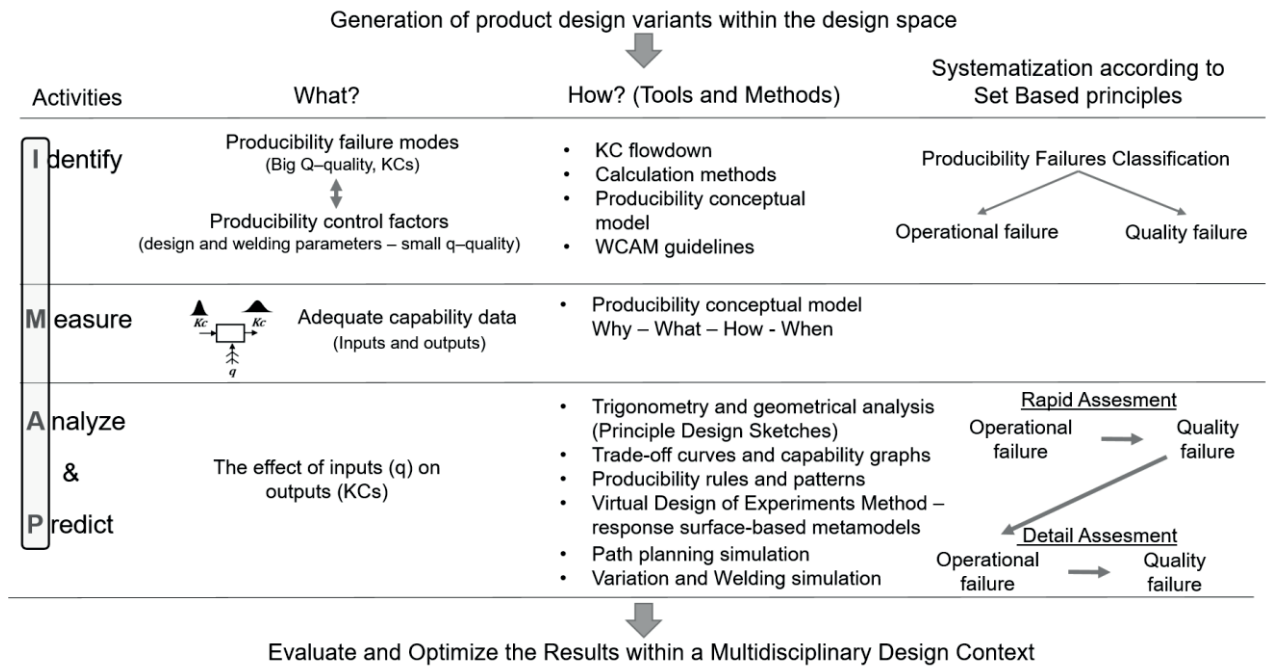 Generation of product design variants within the design space
Activities
What?
How? (Tools and Methods)
Systematization according to
Set Based principles
Identify
Producibility failure modes
(Big Q–quality, KCs)
Producibility control factors
(design and welding parameters – small q–quality)
• KC flowdown
• Calculation methods
• Producibility conceptual
model
• WCAM guidelines
Producibility Failures Classification
Operational failure
Quality failure
Measure
Kc
Kc
q
Adequate capability data
(Inputs and outputs)
• Producibility conceptual model
Why – What – How - When
Analyze
&
Predict
The effect of inputs (q) on
outputs (KCs)
• Trigonometry and geometrical analysis
(Principle Design Sketches)
• Trade-off curves and capability graphs
• Producibility rules and patterns
• Virtual Design of Experiments Method –
response surface-based metamodels
• Path planning simulation
• Variation and Welding simulation
Rapid Assesment
Operational
failure
Quality
failure
Detail Assesment
Operational
failure
Quality
failure
Evaluate and Optimize the Results within a Multidisciplinary Design Context